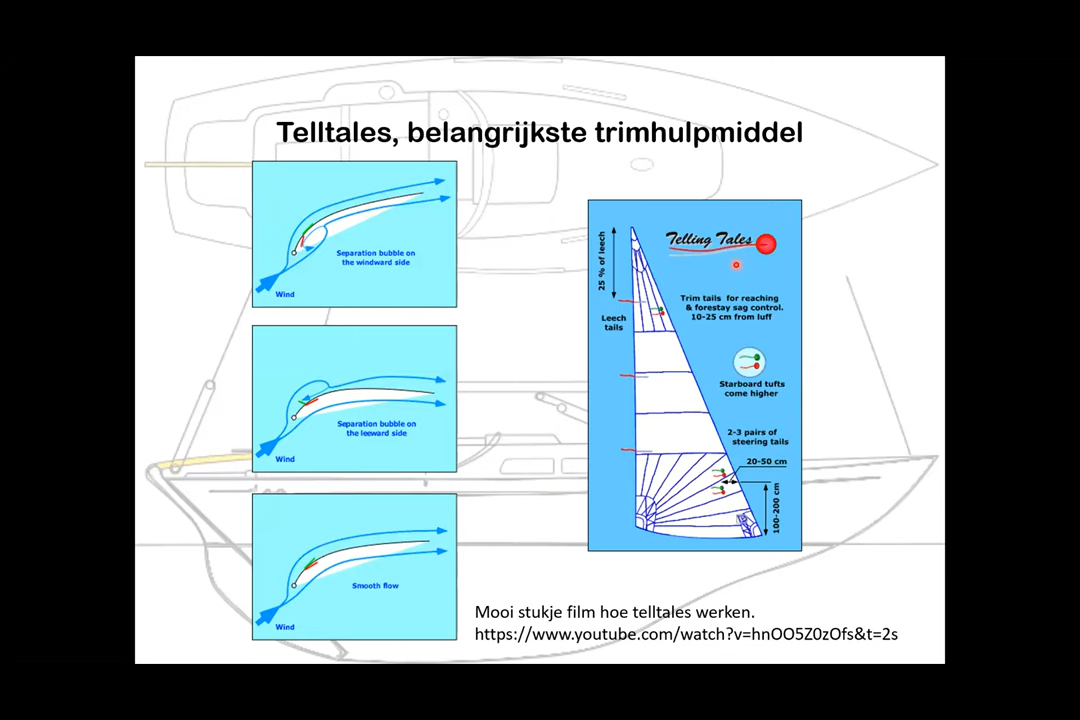 Telltales, belangrijkste trimhulpmiddel
Separation bubble on
the windward side
Wind
Separation bubble on
the leeward side
Wind
Smooth flow
Wind
25 % of leech
Telling Tales
Trim tails for reaching
& forestay sag control.
10-25 cm from luff
Leech
tails
Starboard tufts
come higher
2-3 pairs of
steering tails
20-50 cm
100-200 cm
Mooi stukje film hoe telltales werken.
https://www.youtube.com/watch?v=hnOO5Z0zOfs&t=2s